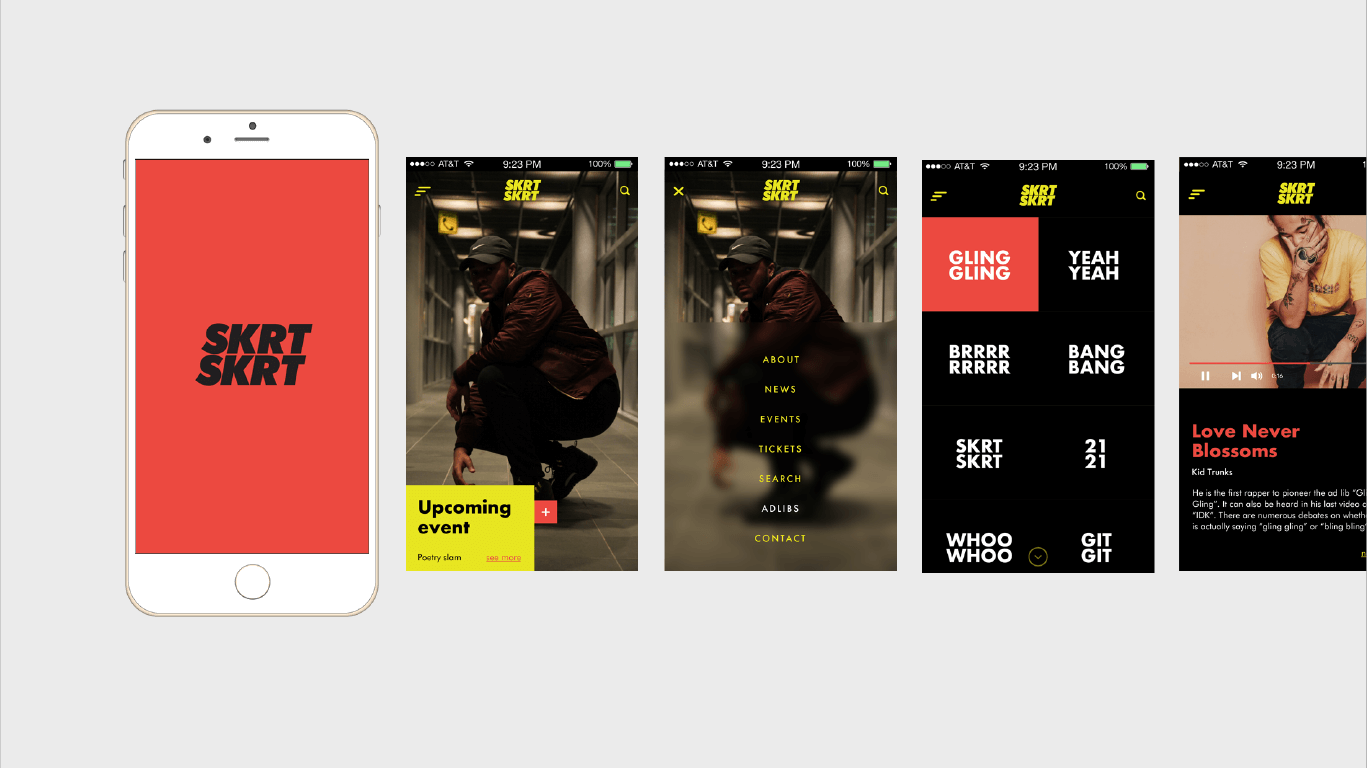 SKRT
SKRT
AT&T 9:23 PM 100%
SKRT
SKRT
Upcoming
event
Poetry slam see more
AT&T 9:23 PM 100%
SKRT
SKRT
ABOUT
NEWS
EVENTS
TICKETS
SEARCH
ADLIBS
CONTACT
AT&T 9:23 PM 100%
SKRT
SKRT
GLING
GLING
YEAH
YEAH
BRRRR
RRRRR
BANG
BANG
SKRT
SKRT
21
21
WHOO
WHOO
GIT
GIT
AT&T 9:23 PM
SKRT
SKRT
0:16
Love Never
Blossoms
Kid Trunks
He is the first rapper to pioneer the ad lib “Gl
Gling”. It can also be heard in his last video
“IDK”. There are numerous debates on wheth
is actually saying “gling gling” or “bling bling